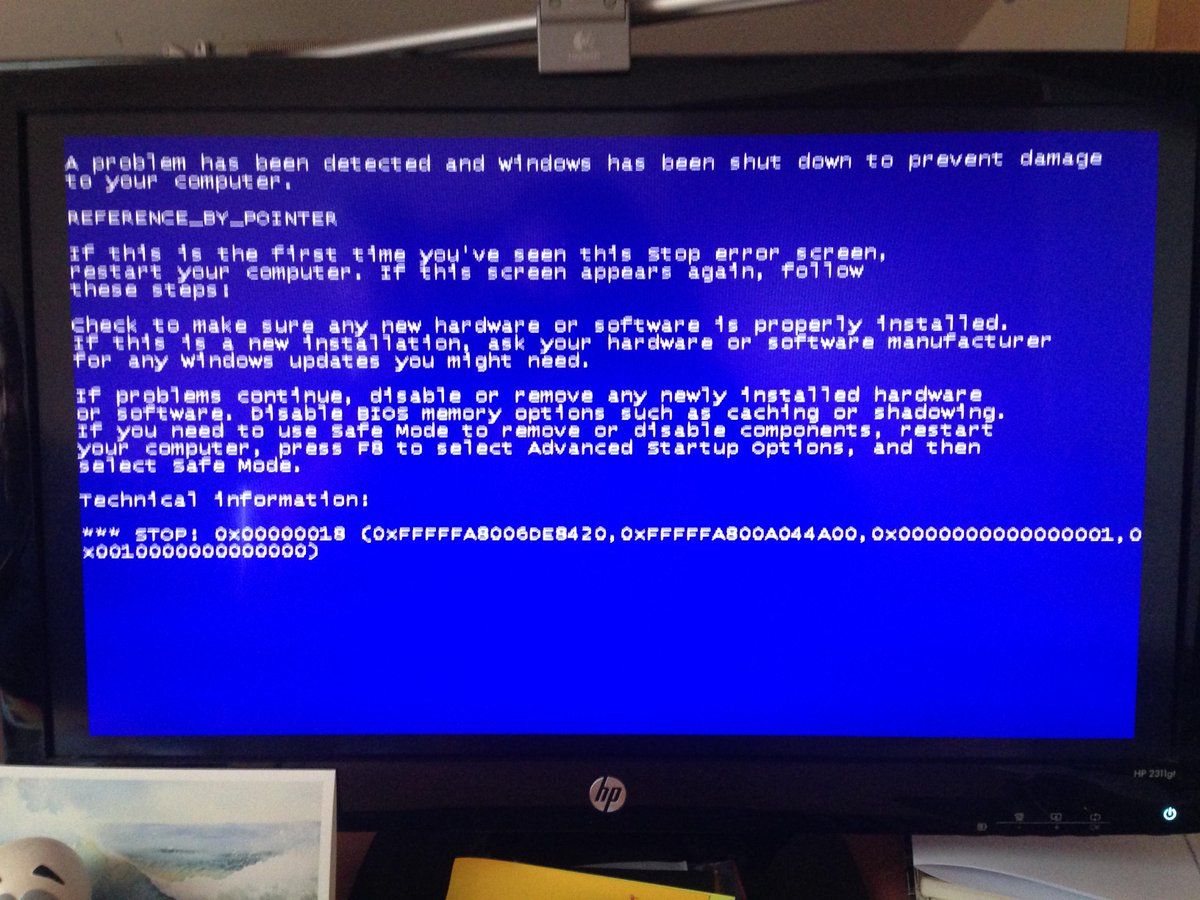 A problem has been detected and Windows has been shut down to prevent damage
to your computer.
REFERENCE_BY_POINTER
If this is the first time you've seen this Stop error screen,
restart your computer. If this screen appears again, follow
these steps:
Check to make sure any new hardware or software is properly installed.
If this is a new installation, ask your hardware or software manufacturer
for any Windows updates you might need.
If problems continue, disable or remove any newly installed hardware
or software. Disable BIOS memory options such as caching or shadowing.
If you need to use Safe Mode to remove or disable components, restart
your computer, press F8 to select Advanced Startup Options, and then
select Safe Mode.
Technical information:
*** STOP: 0x00000018 (0xFFFFFA8006DE8420,0xFFFFFA800A044A00,0x0000000000000001,0
x0010000000000000)
hp
HP 2311gt